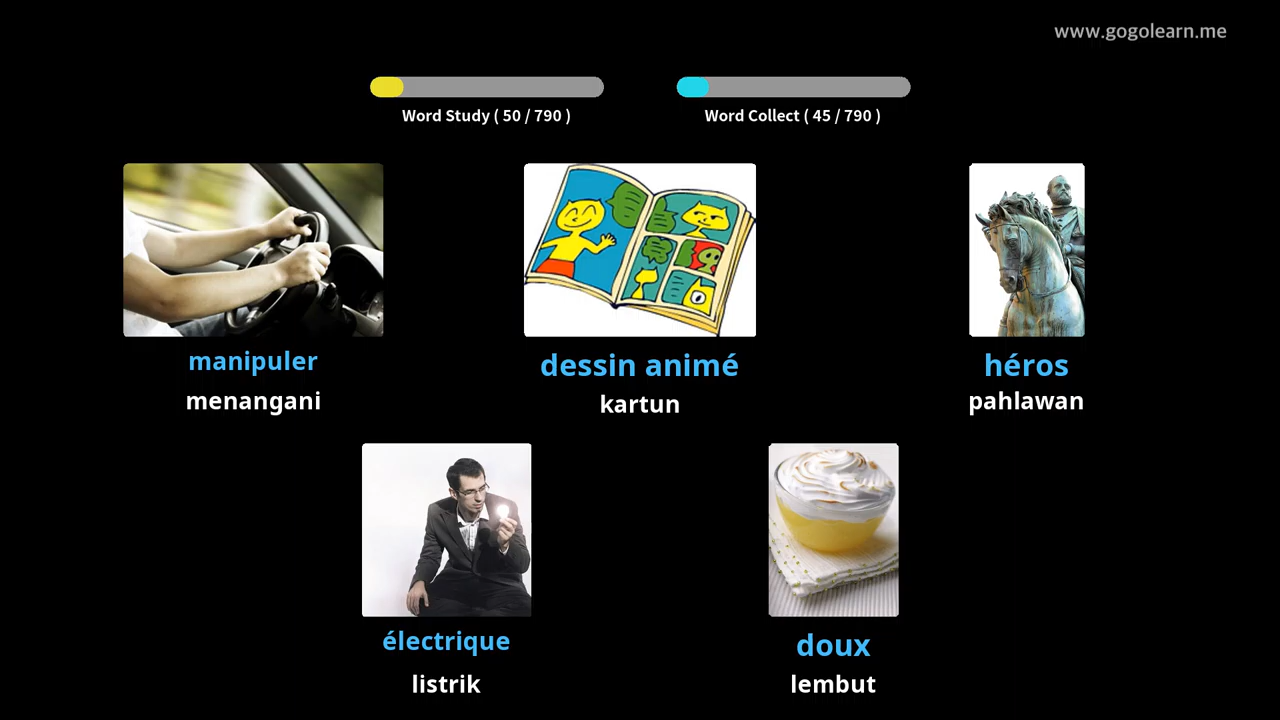 www.gogolearn.me
Word Study ( 50 / 790 )
Word Collect ( 45 / 790 )
manipuler
menangani
dessin animé
kartun
héros
pahlawan
électrique
listrik
doux
lembut